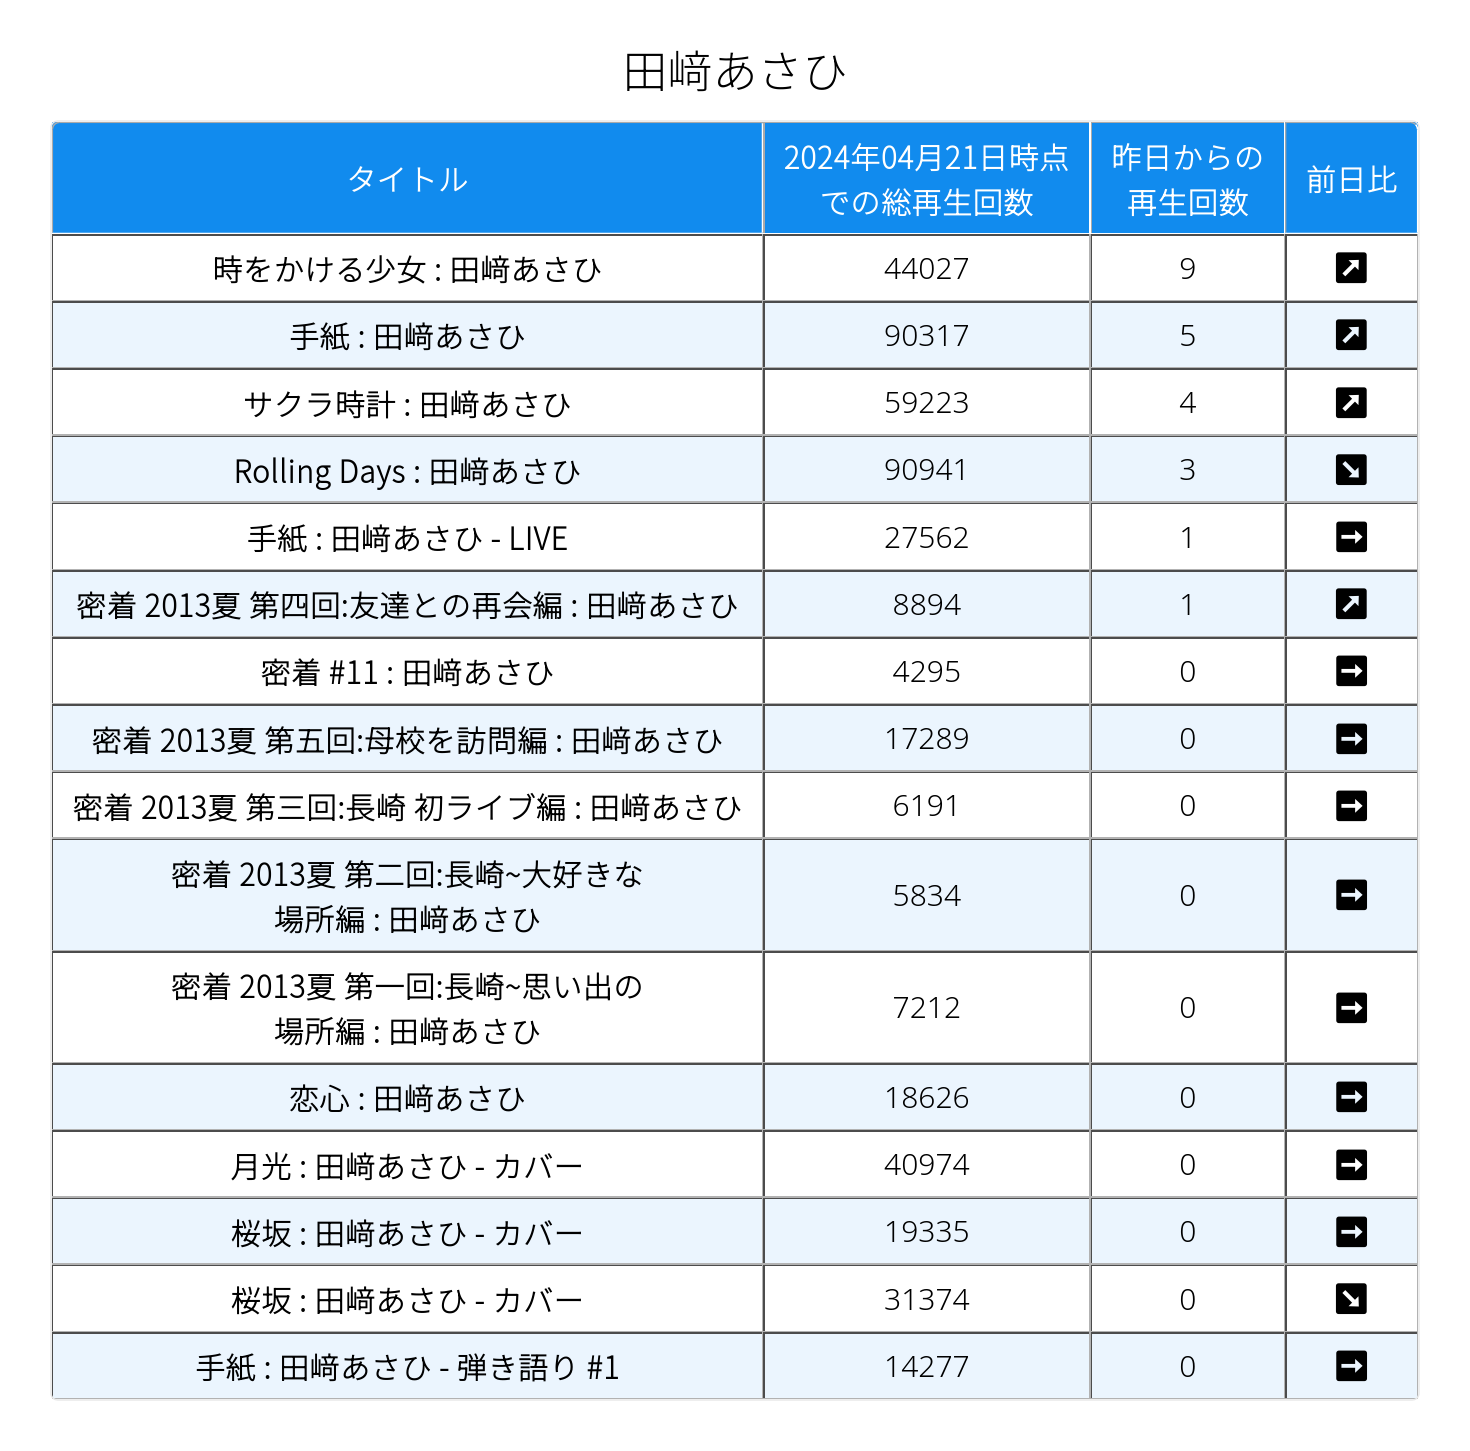 田﨑あさひ
タイトル
2024年04月21日時点
での総再生回数
昨日からの
再生回数
前日比
時をかける少女 : 田﨑あさひ 44027 9
手紙 : 田﨑あさひ 90317 5
サクラ時計 : 田﨑あさひ 59223 4
Rolling Days : 田﨑あさひ 90941 3
手紙 : 田﨑あさひ - LIVE 27562 1
密着 2013夏 第四回:友達との再会編 : 田﨑あさひ 8894 1
密着 #11 : 田﨑あさひ 4295 0
密着 2013夏 第五回:母校を訪問編 : 田﨑あさひ 17289 0
密着 2013夏 第三回:長崎 初ライブ編 : 田﨑あさひ 6191 0
密着 2013夏 第二回:長崎~大好きな
場所編 : 田﨑あさひ 5834 0
密着 2013夏 第一回:長崎~思い出の
場所編 : 田﨑あさひ 7212 0
恋心 : 田﨑あさひ 18626 0
月光 : 田﨑あさひ - カバー 40974 0
桜坂 : 田﨑あさひ - カバー 19335 0
桜坂 : 田﨑あさひ - カバー 31374 0
手紙 : 田﨑あさひ - 弾き語り #1 14277 0